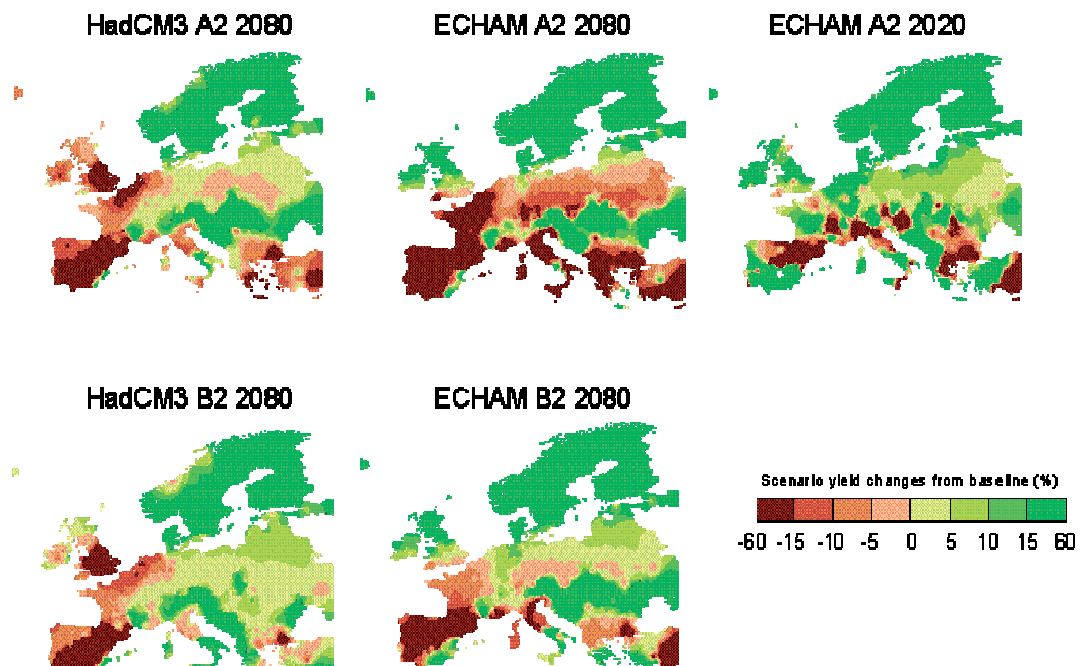 HadCM3 A2 2080
ECHAM A2 2080
ECHAM A2 2020
HadCM3 B2 2080
ECHAM B2 2080
Scenario yield changes from baseline (%)
-60 -15 -10 -5 0 5 10 15 60